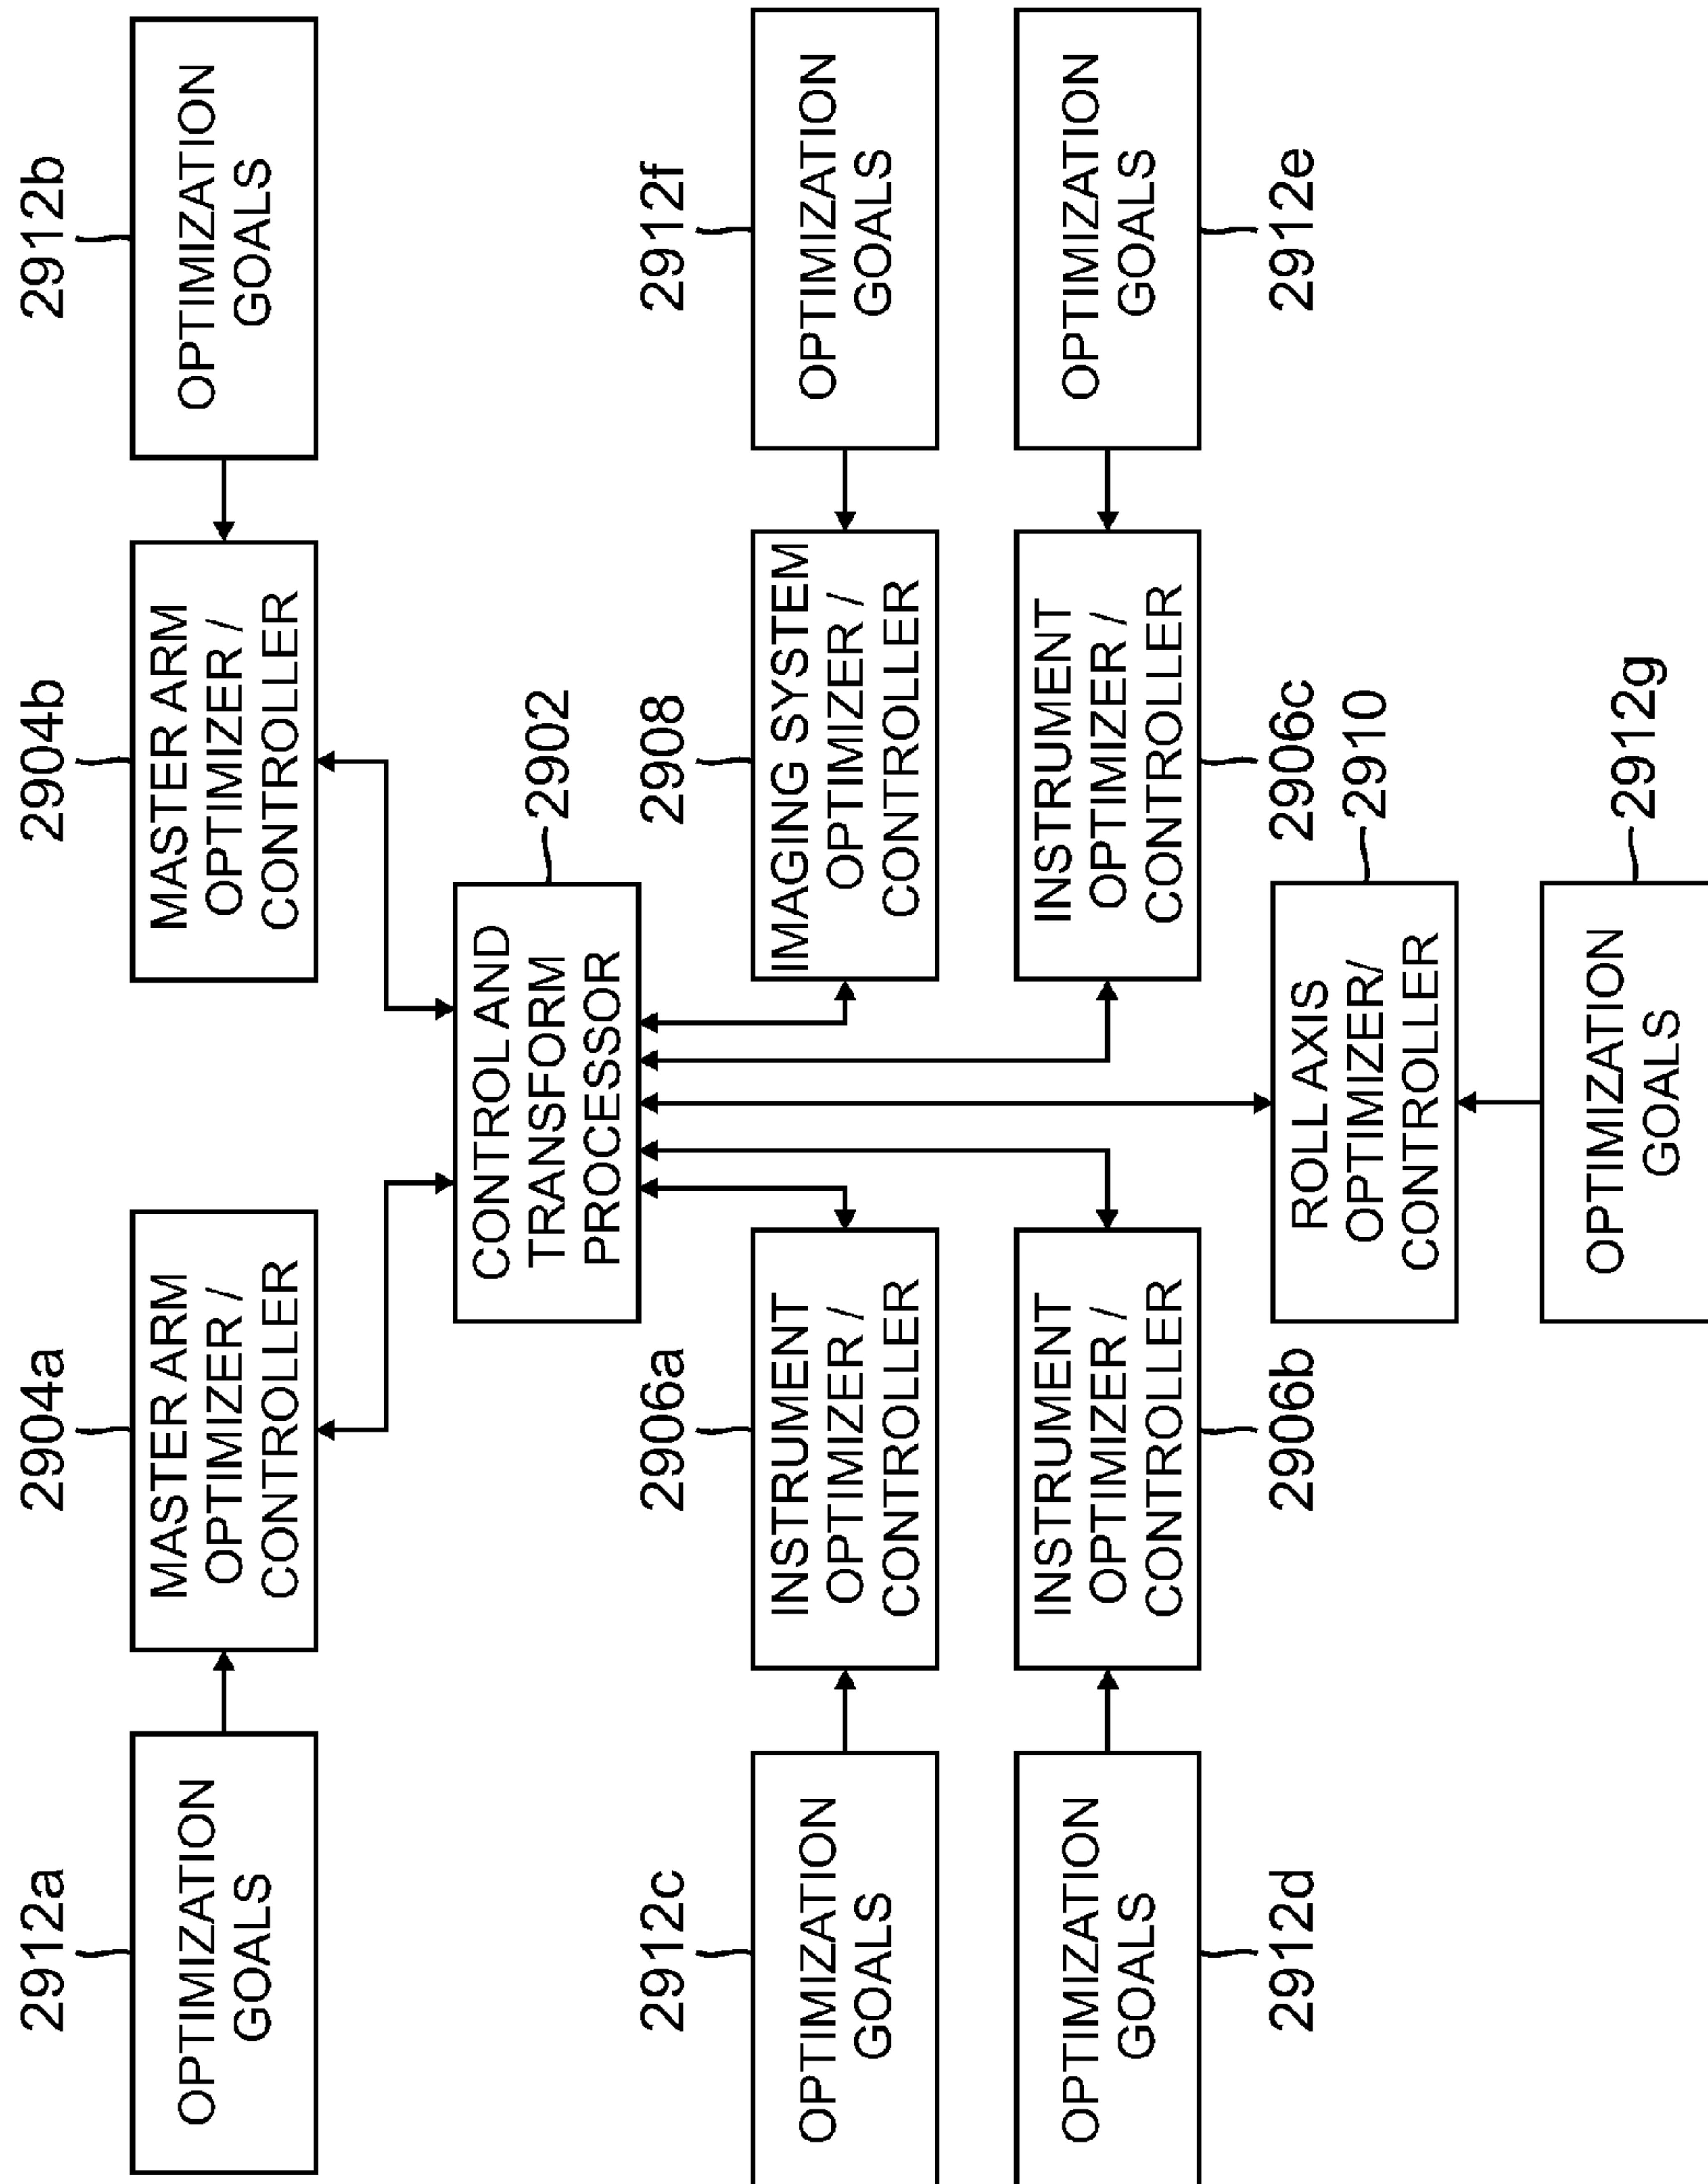 2912a
2904a
2904b
2912b
OPTIMIZATION
GOALS
MASTER ARM
OPTIMIZER /
CONTROLLER
MASTER ARM
OPTIMIZER /
CONTROLLER
OPTIMIZATION
GOALS
2902
CONTROL AND
TRANSFORM
PROCESSOR
2912c
2906a
2908
2912f
OPTIMIZATION
GOALS
INSTRUMENT
OPTIMIZER /
CONTROLLER
IMAGING SYSTEM
OPTIMIZER /
CONTROLLER
OPTIMIZATION
GOALS
OPTIMIZATION
GOALS
INSTRUMENT
OPTIMIZER /
CONTROLLER
INSTRUMENT
OPTIMIZER /
CONTROLLER
OPTIMIZATION
GOALS
2912d
2906b
2906c
2912e
ROLL AXIS
OPTIMIZER/
CONTROLLER
2910
OPTIMIZATION
GOALS
2912g